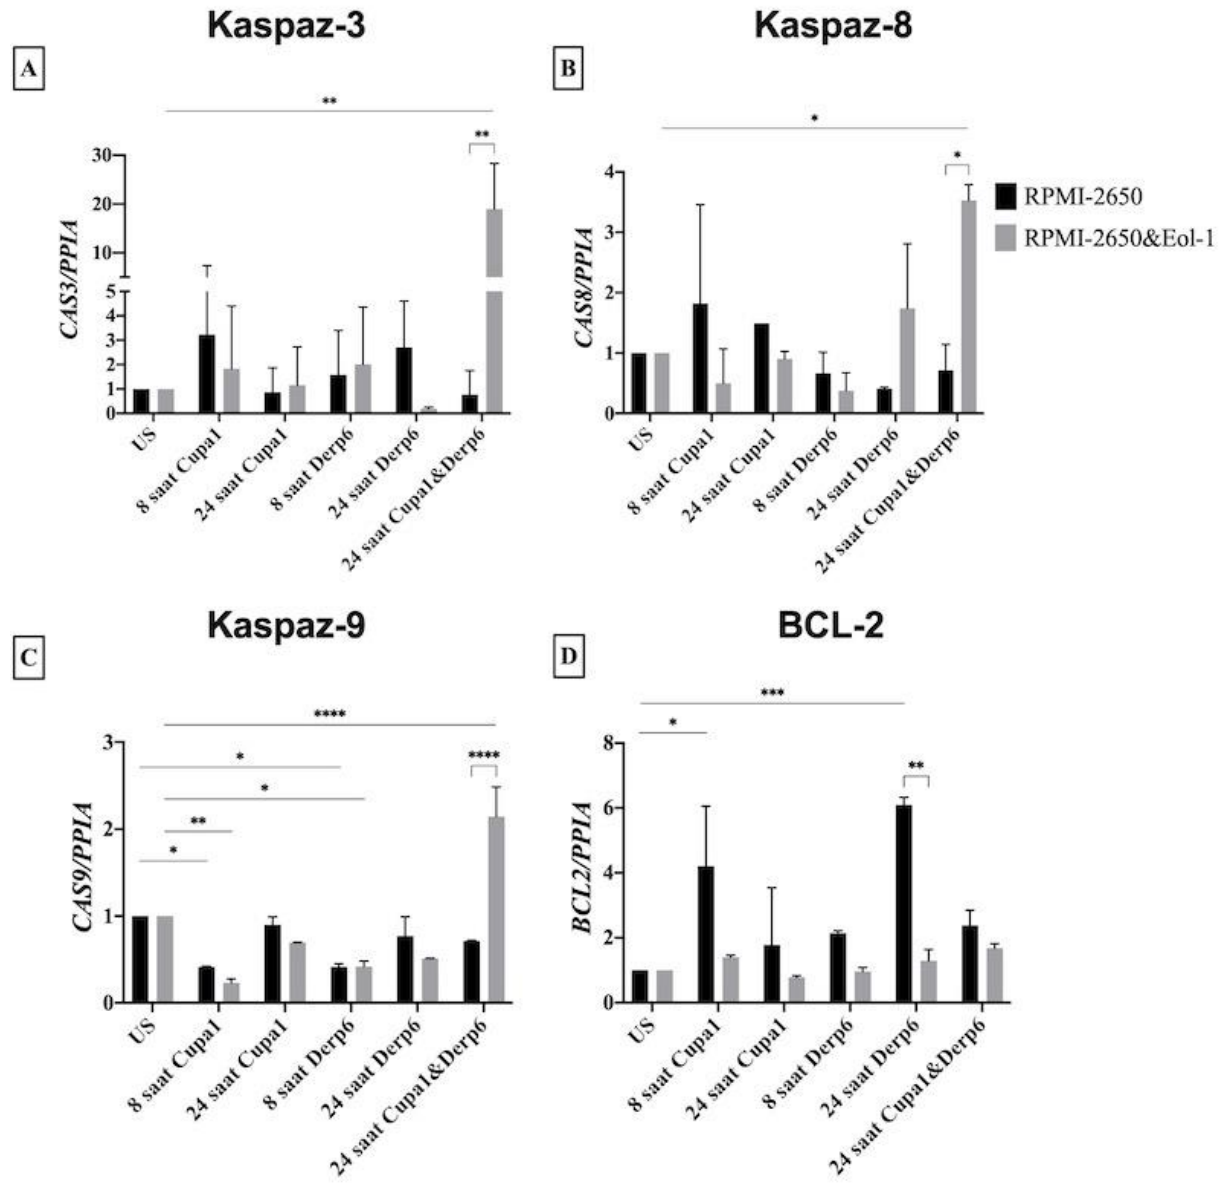 Kaspaz-3
A
**
**
30
20
10
5
4
3
2
1
0
CAS3/PPIA
US
8 saat Cupa1
24 saat Cupa1
8 saat Derp6
24 saat Derp6
24 saat Cupa1&Derp6
Kaspaz-8
B
*
*
4
3
2
1
0
CAS8/PPIA
US
8 saat Cupa1
24 saat Cupa1
8 saat Derp6
24 saat Derp6
24 saat Cupa1&Derp6
RPMI-2650
RPMI-2650&Eol-1
Kaspaz-9
C
****
*
****
*
**
*
3
2
1
0
CAS9/PPIA
US
8 saat Cupa1
24 saat Cupa1
8 saat Derp6
24 saat Derp6
24 saat Cupa1&Derp6
BCL-2
D
***
*
**
8
6
4
2
0
BCL2/PPIA
US
8 saat Cupa1
24 saat Cupa1
8 saat Derp6
24 saat Derp6
24 saat Cupa1&Derp6